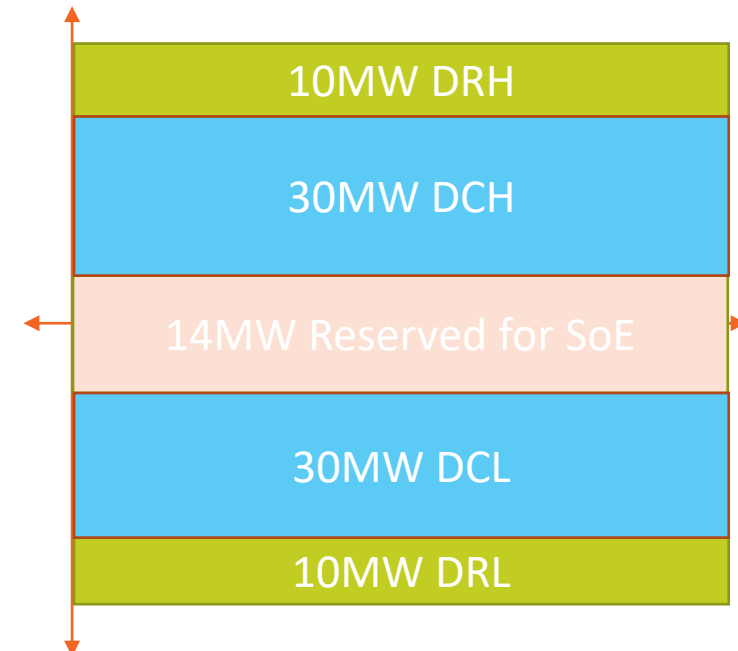 10MW DRH
30MW DCH
14MW Reserved for SoE
30MW DCL
10MW DRL